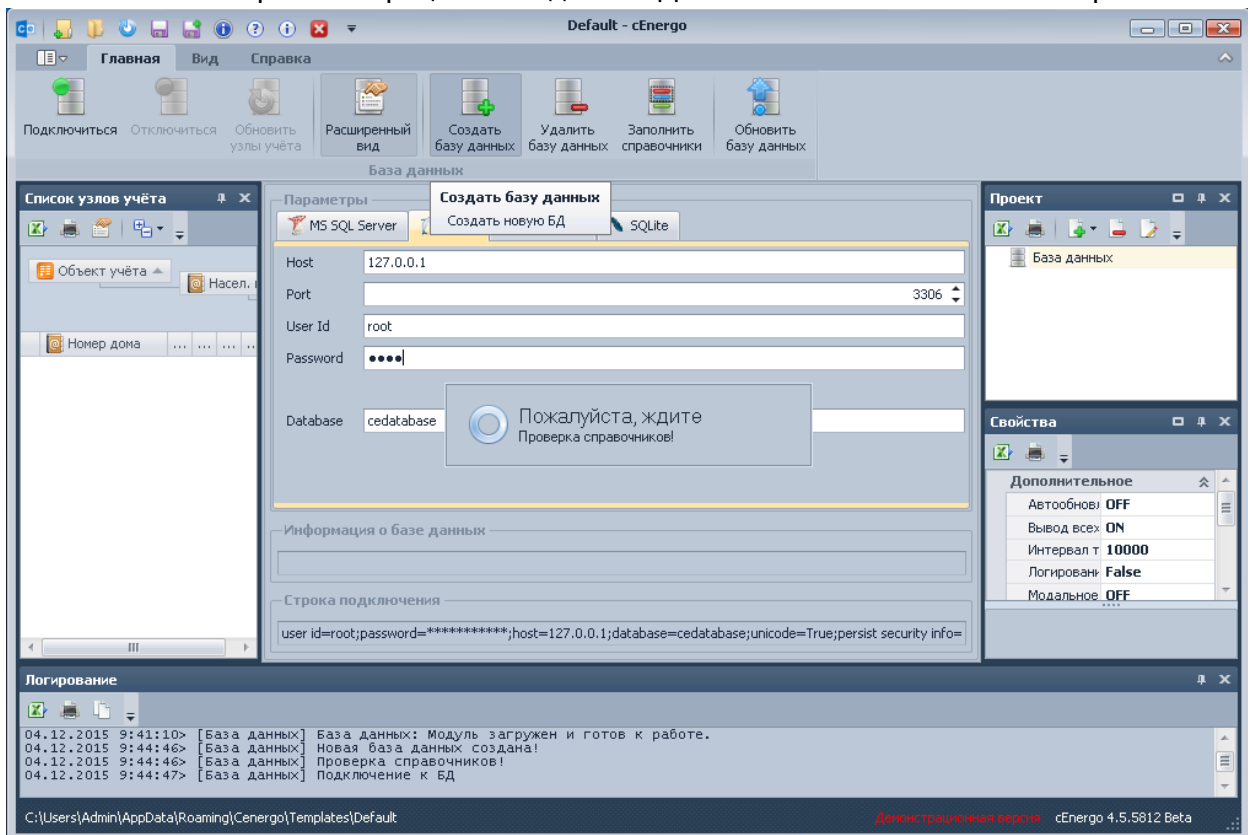 Default - cEnergo
Главная Вид Справка
Подключиться Отключиться Обновить узлы учёта Расширенный вид Создать базу данных Удалить базу данных Заполнить справочники Обновить базу данных
База данных
Создать базу данных
Создать новую БД
Список узлов учёта
Объект учёта
Насел.
Номер дома ... ... ...
Параметры
MS SQL Server
SQLite
Host 127.0.0.1
Port 3306
User Id root
Password ●●●●
Database cedatabase
Пожалуйста, ждите
Проверка справочников!
Информация о базе данных
Строка подключения
user id=root;password=***********;host=127.0.0.1;database=cedatabase;unicode=True;persist security info=
Проект
База данных
Свойства
Дополнительное
Автообнов OFF
Вывод всех ON
Интервал т 10000
Логирован False
Модальное OFF
Логирование
04.12.2015 9:41:10> [База данных] База данных: Модуль загружен и готов к работе.
04.12.2015 9:44:46> [База данных] Новая база данных создана!
04.12.2015 9:44:46> [База данных] Проверка справочников!
04.12.2015 9:44:47> [База данных] Подключение к БД
C:\Users\Admin\AppData\Roaming\Cenergo\Templates\Default
Демонстрационная версия cEnergo 4.5.5812 Beta